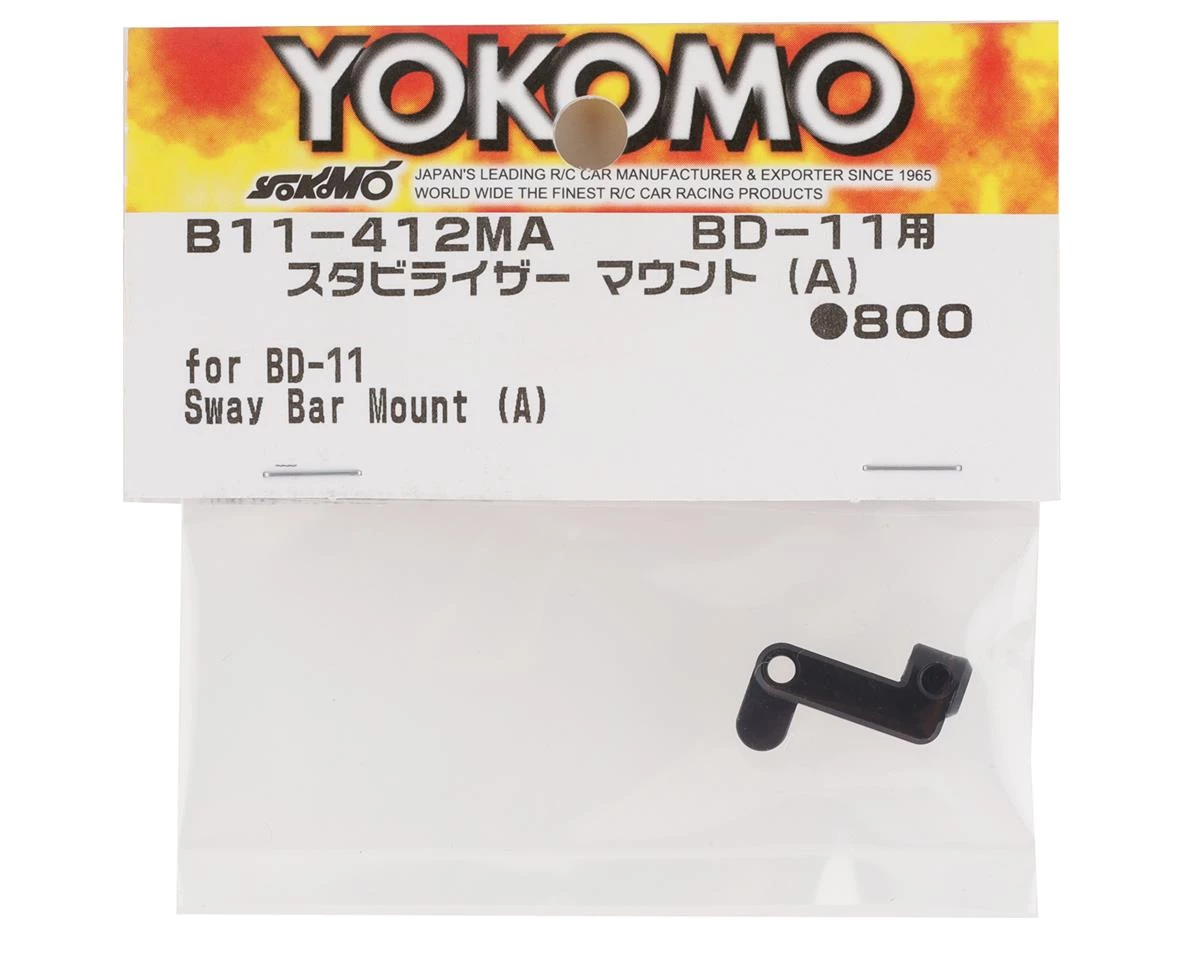 YOKOMO
YOKOMO JAPAN'S LEADING R/C CAR MANUFACTURER & EXPORTER SINCE 1965
WORLD WIDE THE FINEST R/C CAR RACING PRODUCTS
B11-412MA BD-11用
スタビライザー マウント (A)
●800
for BD-11
Sway Bar Mount (A)